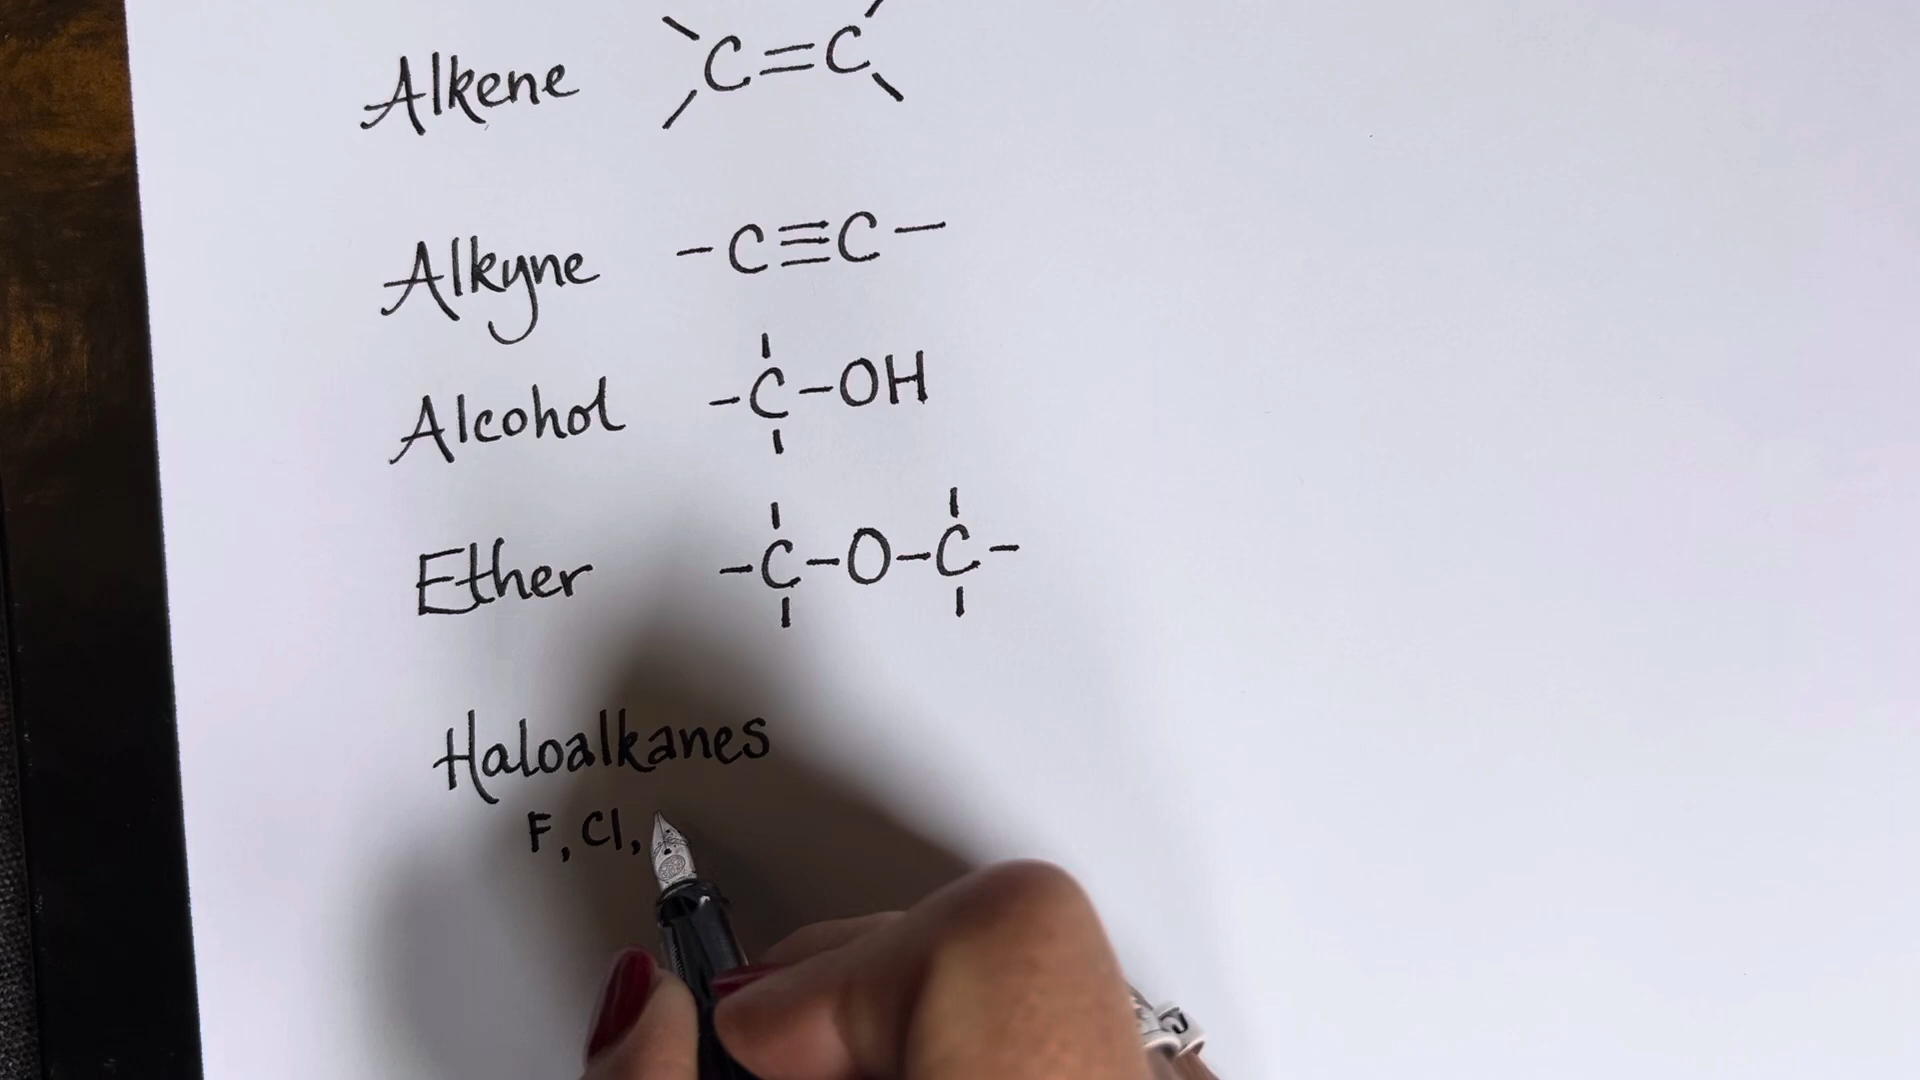 Alkene C=C
Alkyne -C≡C-
Alcohol -C-OH
Ether -C-O-C-
Haloalkanes
F, Cl,